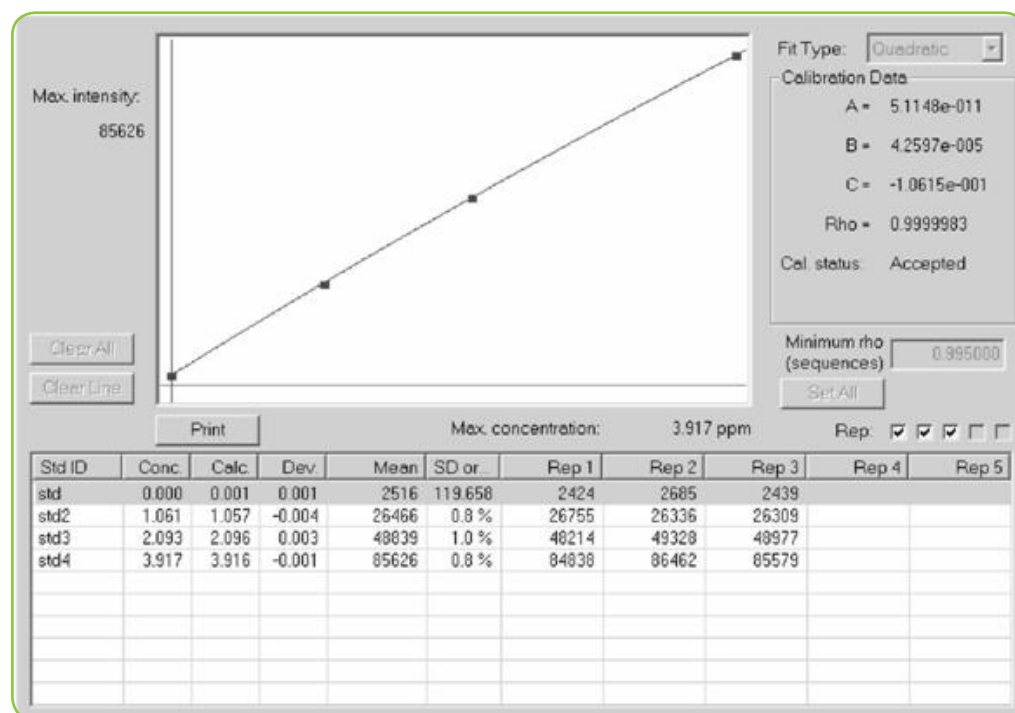 Fit Type: Quadratic
Calibration Data
Max. intensity:
85626
A = 5.1148e-011
B = 4.2597e-005
C = -1.0615e-001
Rho = 0.9999983
Cal. status: Accepted
Clear All
Clear Line
Minimum rho
(sequences) 0.995000
Set All
Print Max. concentration: 3.917 ppm Rep:
Std ID Conc. Calc. Dev. Mean SD or... Rep 1 Rep 2 Rep 3 Rep 4 Rep 5
std 0.000 0.001 0.001 2516 119.658 2424 2685 2439
std2 1.061 1.057 -0.004 26466 0.8 % 26755 26336 26309
std3 2.093 2.096 0.003 48839 1.0 % 48214 49328 48977
std4 3.917 3.916 -0.001 85626 0.8 % 84838 86462 85579